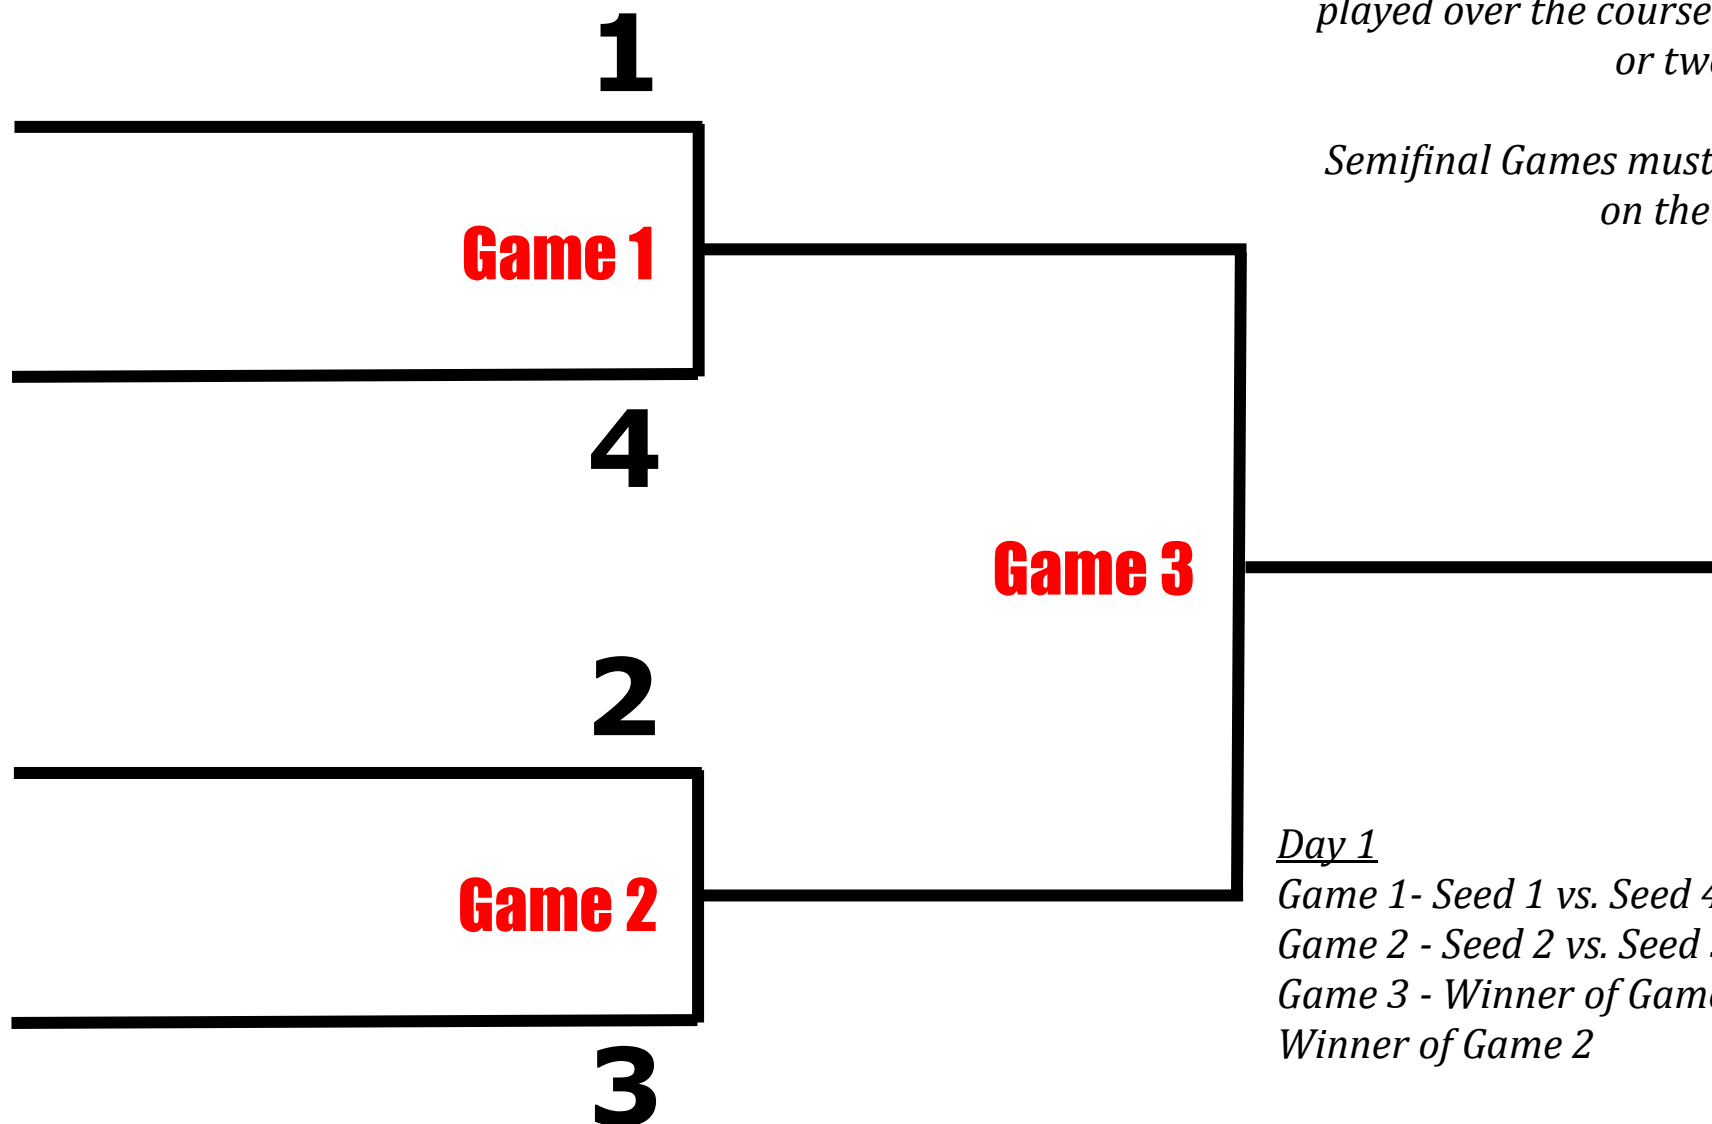 1
played over the course
or
Semifinal Games must
on the
Game 1
4
Game 3
2
Game 2
3
Day 1
Game 1- Seed 1 vs. Seed 4
Game 2 - Seed 2 vs. Seed
Game 3 - Winner of
Winner of Game 2